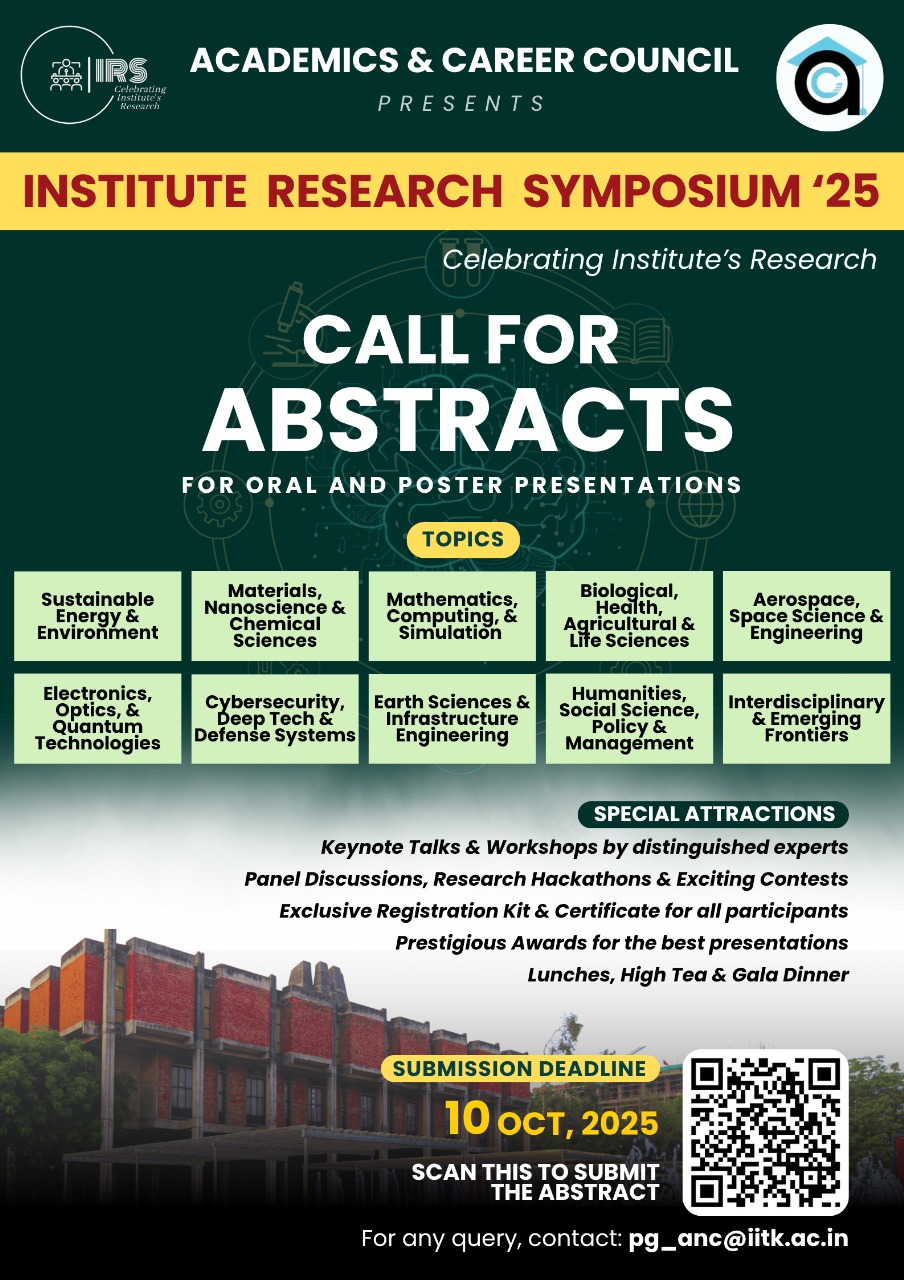 IRS
Celebrating
Institute's
Research
ACADEMICS & CAREER COUNCIL
PRESENTS
INSTITUTE RESEARCH SYMPOSIUM ‘25
Celebrating Institute’s Research
CALL FOR
ABSTRACTS
FOR ORAL AND POSTER PRESENTATIONS
TOPICS
Sustainable
Energy &
Environment
Materials,
Nanoscience &
Chemical
Sciences
Mathematics,
Computing, &
Simulation
Biological,
Health,
Agricultural &
Life Sciences
Aerospace,
Space Science &
Engineering
Electronics,
Optics, &
Quantum
Technologies
Cybersecurity,
Deep Tech &
Defense Systems
Earth Sciences &
Infrastructure
Engineering
Humanities,
Social Science,
Policy &
Management
Interdisciplinary
& Emerging
Frontiers
SPECIAL ATTRACTIONS
Keynote Talks & Workshops by distinguished experts
Panel Discussions, Research Hackathons & Exciting Contests
Exclusive Registration Kit & Certificate for all participants
Prestigious Awards for the best presentations
Lunches, High Tea & Gala Dinner
SUBMISSION DEADLINE
10 OCT, 2025
SCAN THIS TO SUBMIT
THE ABSTRACT
For any query, contact: pg_anc@iitk.ac.in